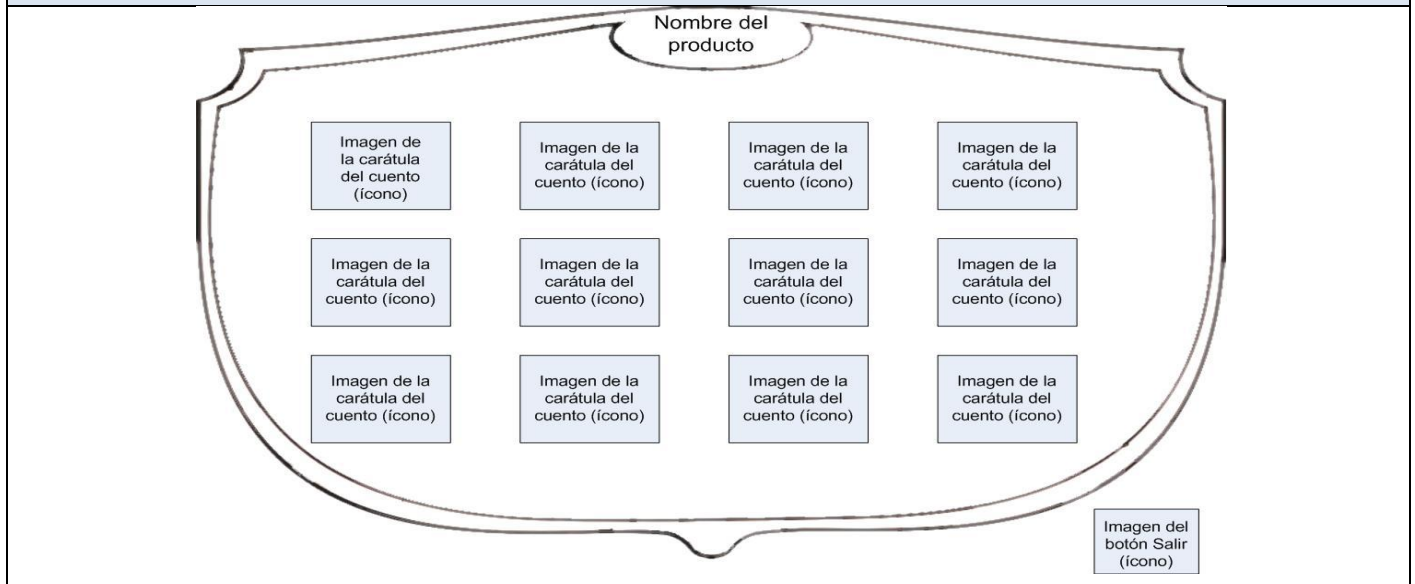 Nombre del
producto
Imagen de
la carátula
del cuento
(ícono)
Imagen de la
carátula del
cuento (ícono)
Imagen de la
carátula del
cuento (ícono)
Imagen de la
carátula del
cuento (ícono)
Imagen de la
carátula del
cuento (ícono)
Imagen de la
carátula del
cuento (ícono)
Imagen de la
carátula del
cuento (ícono)
Imagen de la
carátula del
cuento (ícono)
Imagen de la
carátula del
cuento (ícono)
Imagen de la
carátula del
cuento (ícono)
Imagen de la
carátula del
cuento (ícono)
Imagen de la
carátula del
cuento (ícono)
Imagen del
botón Salir
(ícono)